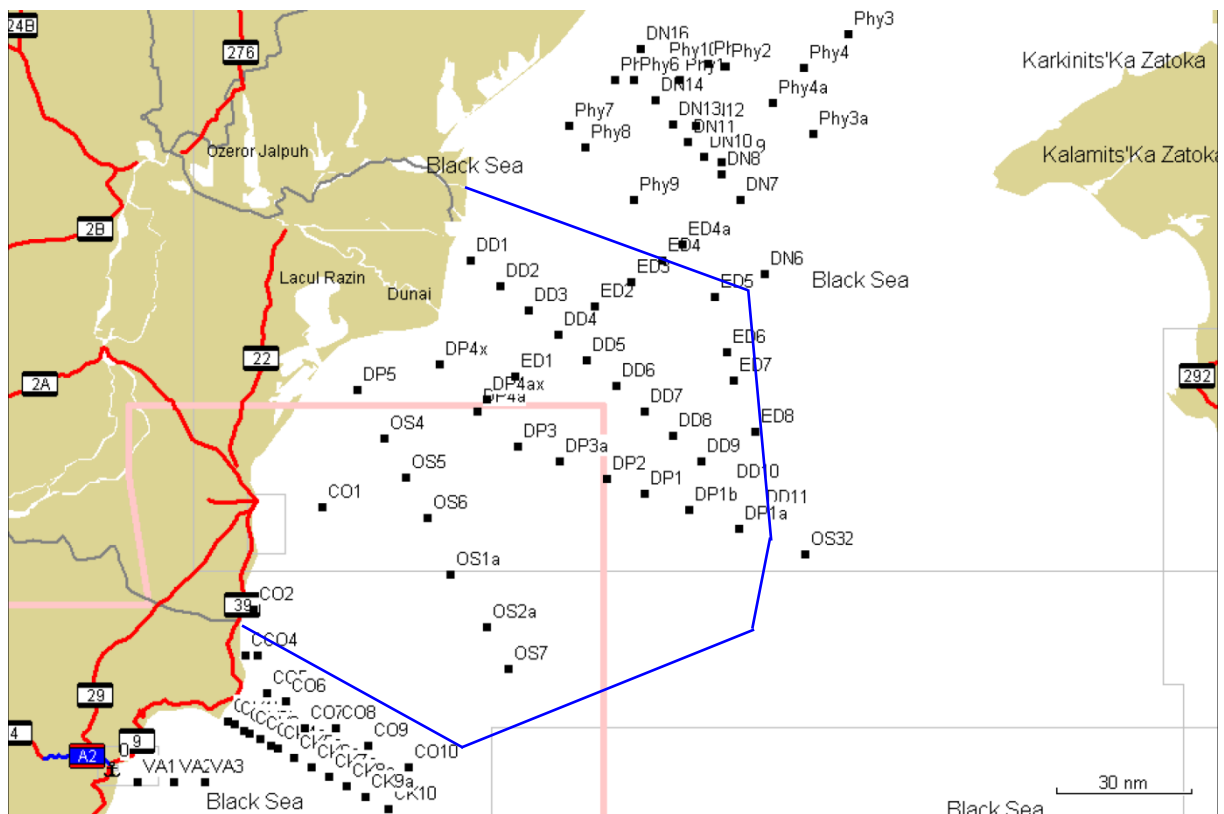 24B
276
DN16
Phy3
Phy10
Phy2
Phy4
Karkinits'Ka Zatoka
Phy6
Phy1
DN14
Phy4a
Phy7
DN13
Phy3a
Phy8
DN11
DN10
Ozeror Jalpuh
Black Sea
DN8
Kalamits'Ka Zatoka
Phy9
DN7
2B
ED4a
DD1
ED4
Lacul Razin
DD2
ED3
DN6
Black Sea
Dunai
DD3
ED2
ED5
DD4
22
DP4x
ED1
DD5
ED6
2A
DP5
DP4ax
DD6
ED7
292
DP4a
DD7
OS4
DP3
DD8
ED8
OS5
DP3a
DP2
DD9
DD10
CO1
OS6
DP1
DP1b
DD11
DP1a
OS32
OS1a
39
CO2
OS2a
CO4
OS7
29
CO6
4
9
CO7
CO8
CO9
A2
CO10
VA1
VA2
VA3
CK9a
CK10
30 nm
Black Sea
Black Sea